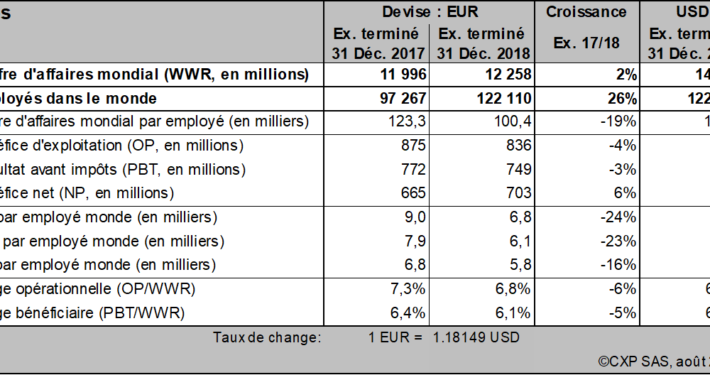 s Devise : EUR Croissance USD
Ex. terminé Ex. terminé Ex. 17/18 Ex. term
31 Déc. 2017 31 Déc. 2018 31 Déc. 2
ffre d'affaires mondial (WWR, en millions) 11 996 12 258 2% 14
ployés dans le monde 97 267 122 110 26% 122
re d'affaires mondial par employé (en milliers) 123,3 100,4 -19% 1
éfice d'exploitation (OP, en millions) 875 836 -4%
ultat avant impôts (PBT, en millions) 772 749 -3%
éfice net (NP, en millions) 665 703 6%
par employé monde (en milliers) 9,0 6,8 -24%
par employé monde (en milliers) 7,9 6,1 -23%
par employé monde (en milliers) 6,8 5,8 -16%
ge opérationnelle (OP/WWR) 7,3% 6,8% -6% 6
ge bénéficiaire (PBT/WWR) 6,4% 6,1% -5% 6
Taux de change: 1 EUR = 1.18149 USD
©CXP SAS, août 2